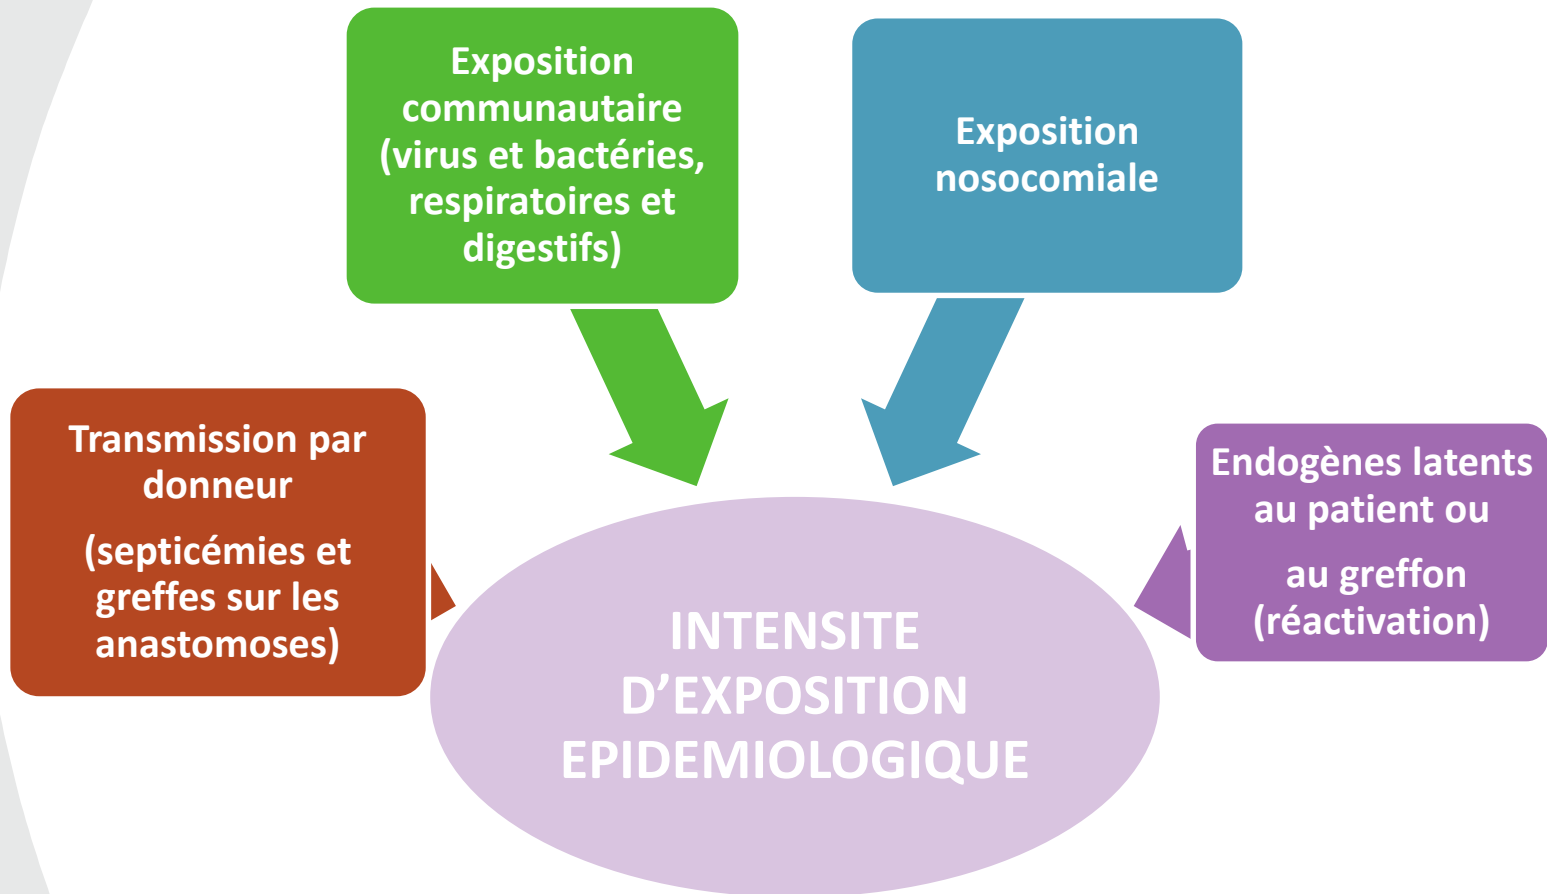 Exposition
communautaire
(virus et bactéries,
respiratoires et
digestifs)
Exposition
nosocomiale
Transmission par
donneur
(septicémies et
greffes sur les
anastomoses)
Endogènes latents
au patient ou
au greffon
(réactivation)
INTENSITE
D’EXPOSITION
EPIDEMIOLOGIQUE